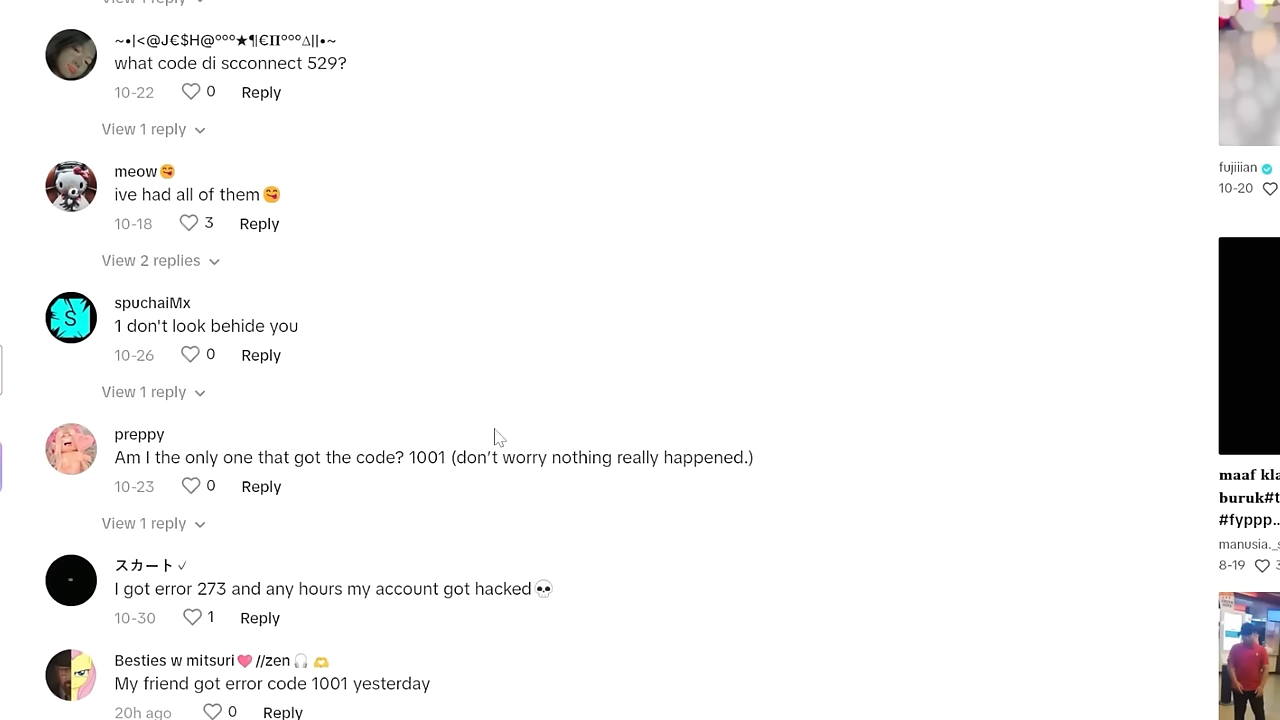 ~•|<@J€$H@ººº★¶€Πººº∆||•~
what code di scconnect 529?
10-22 0 Reply
View 1 reply
meow😋
ive had all of them😋
10-18 3 Reply
View 2 replies
spuchaiMx
S
1 don't look behide you
10-26 0 Reply
View 1 reply
preppy
Am I the only one that got the code? 1001 (don't worry nothing really happened.)
10-23 0 Reply
View 1 reply
スカート✓
I got error 273 and any hours my account got hacked💀
10-30 1 Reply
Besties w mitsuri💗//zen🎧🫶
My friend got error code 1001 yesterday
20h ago 0 Reply
fujiiian
10-20
maaf kla
buruk#t
#fyppp..
manusia._s
8-19 3